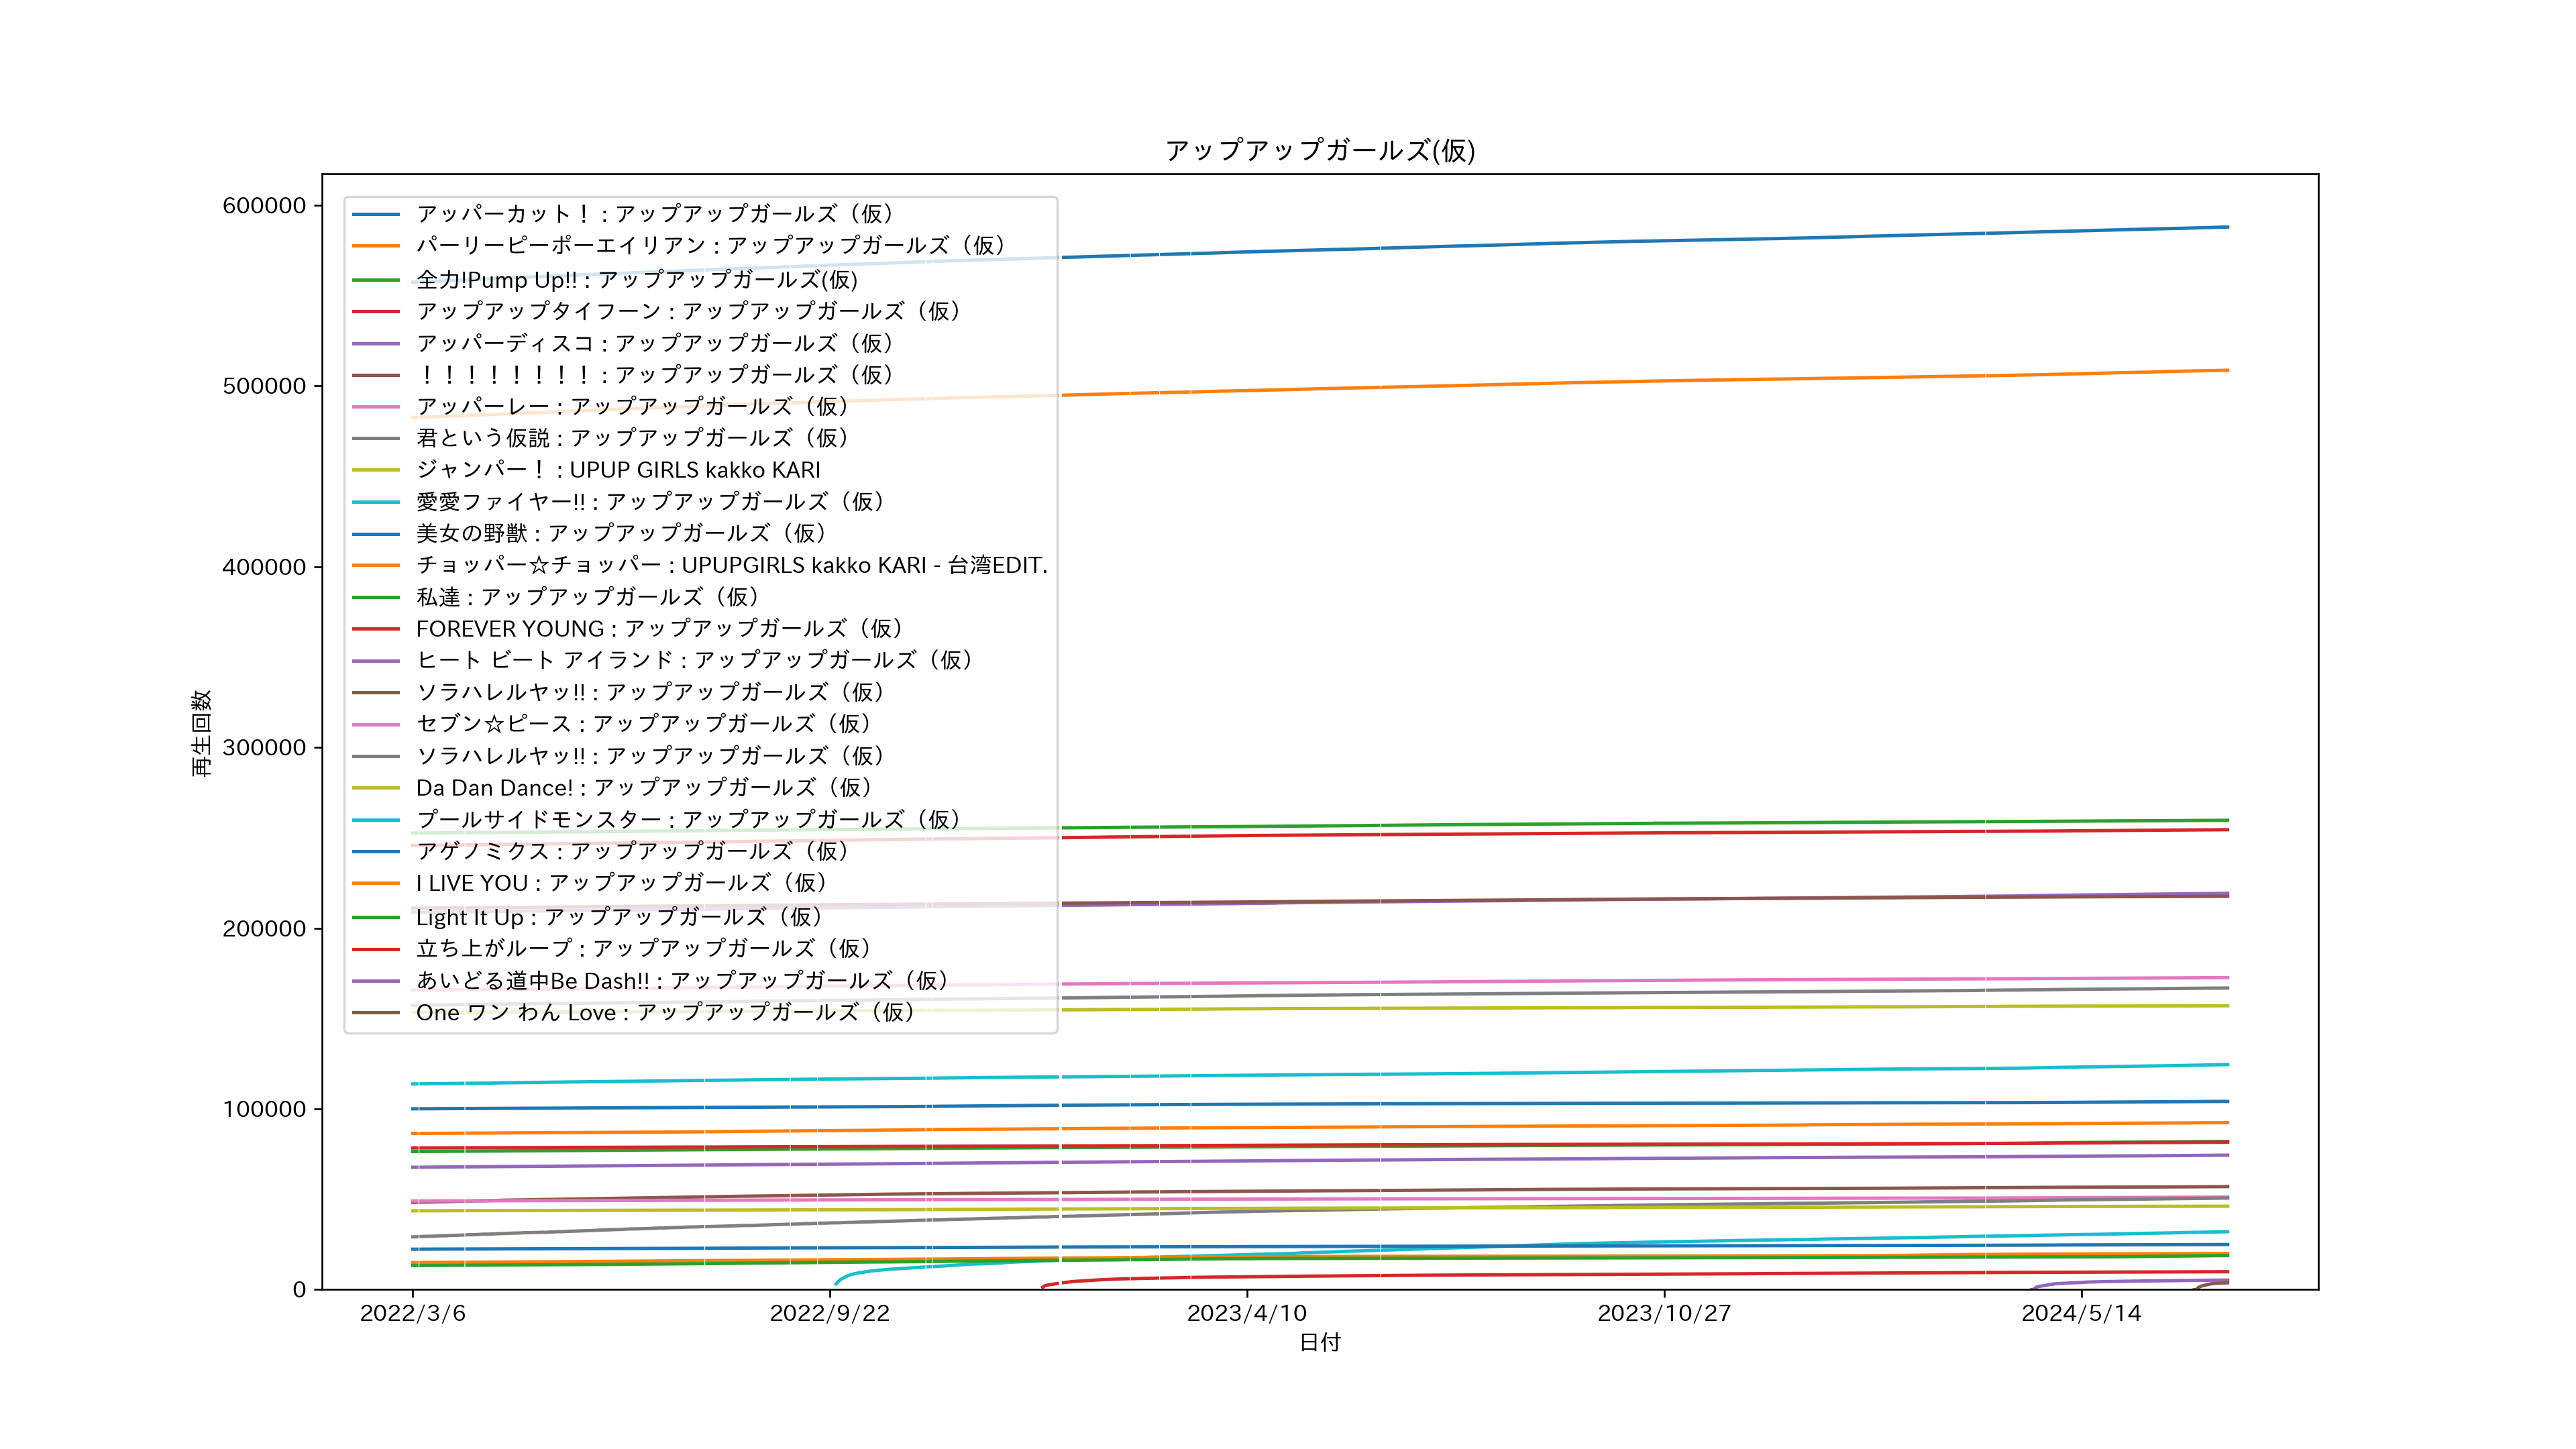 アップアップガールズ(仮)
600000
500000
400000
300000
200000
100000
0
再生回数
アッパーカット！ : アップアップガールズ（仮）
パーリーピーポーエイリアン : アップアップガールズ（仮）
全力!Pump Up!! : アップアップガールズ(仮)
アップアップタイフーン : アップアップガールズ（仮）
アッパーディスコ : アップアップガールズ（仮）
！！！！！！！！ : アップアップガールズ（仮）
アッパーレー : アップアップガールズ（仮）
君という仮説 : アップアップガールズ（仮）
ジャンパー！ : UPUP GIRLS kakko KARI
愛愛ファイヤー!! : アップアップガールズ（仮）
美女の野獣 : アップアップガールズ（仮）
チョッパー☆チョッパー : UPUPGIRLS kakko KARI - 台湾EDIT.
私達 : アップアップガールズ（仮）
FOREVER YOUNG : アップアップガールズ（仮）
ヒート ビート アイランド : アップアップガールズ（仮）
ソラハレルヤッ!! : アップアップガールズ（仮）
セブン☆ピース : アップアップガールズ（仮）
ソラハレルヤッ!! : アップアップガールズ（仮）
Da Dan Dance! : アップアップガールズ（仮）
プールサイドモンスター : アップアップガールズ（仮）
アゲノミクス : アップアップガールズ（仮）
I LIVE YOU : アップアップガールズ（仮）
Light It Up : アップアップガールズ（仮）
立ち上がループ : アップアップガールズ（仮）
あいどる道中Be Dash!! : アップアップガールズ（仮）
One ワン わん Love : アップアップガールズ（仮）
2022/3/6 2022/9/22 2023/4/10 2023/10/27 2024/5/14
日付